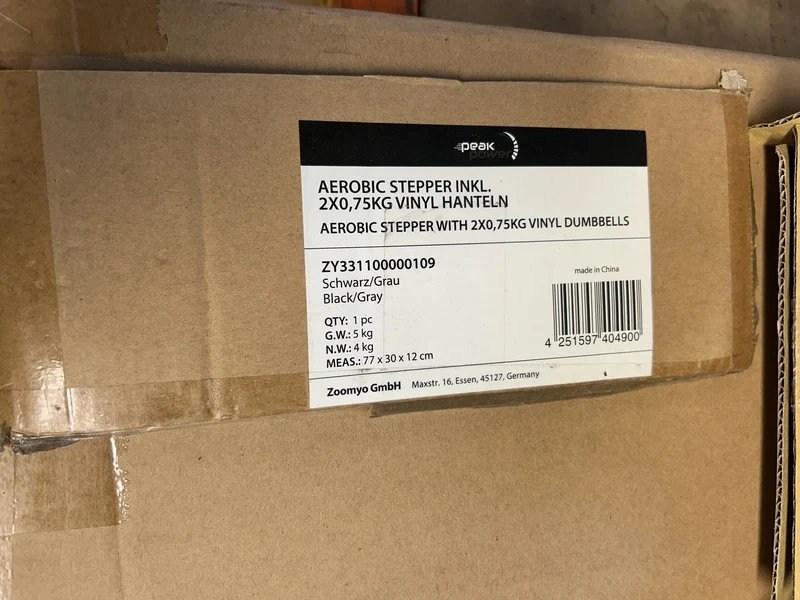 peak
power
AEROBIC STEPPER INKL.
2X0,75KG VINYL HANTELN
AEROBIC STEPPER WITH 2X0,75KG VINYL DUMBBELLS
ZY331100000109
Schwarz/Grau
Black/Gray
made in China
QTY: 1 pc
G.W.: 5 kg
N.W.: 4 kg
MEAS.: 77 x 30 x 12 cm
4 251597 404900
Zoomyo GmbH Maxstr. 16, Essen, 45127, Germany